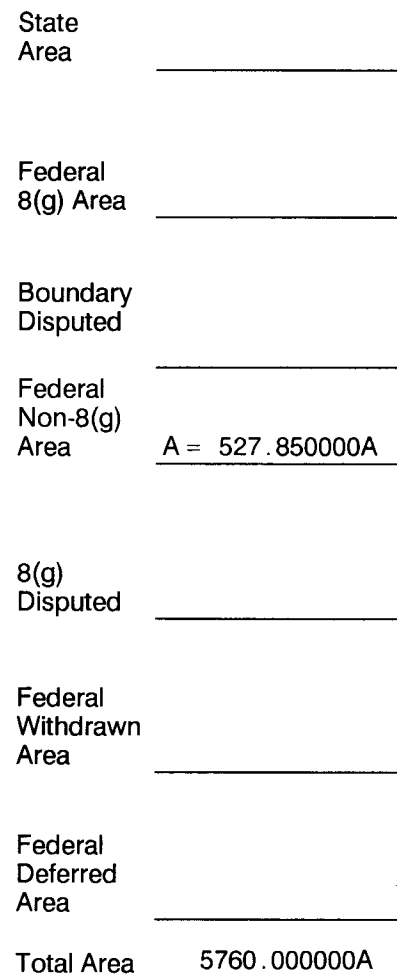 State
Area
Federal
8(g) Area
Boundary
Disputed
Federal
Non-8(g)
Area A = 527.850000A
8(g)
Disputed
Federal
Withdrawn
Area
Federal
Deferred
Area
Total Area 5760.000000A